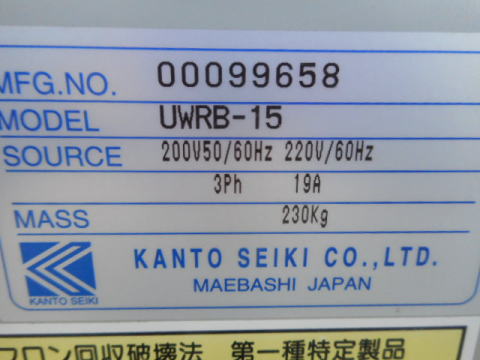 MFG.NO. 00099658
MODEL UWRB-15
SOURCE 200V50/60Hz 220V/60Hz
3Ph 19A
MASS 230Kg
KANTO SEIKI CO.,LTD.
KANTO SEIKI
MAEBASHI JAPAN
フロン回収破壊法 第一種特定製品